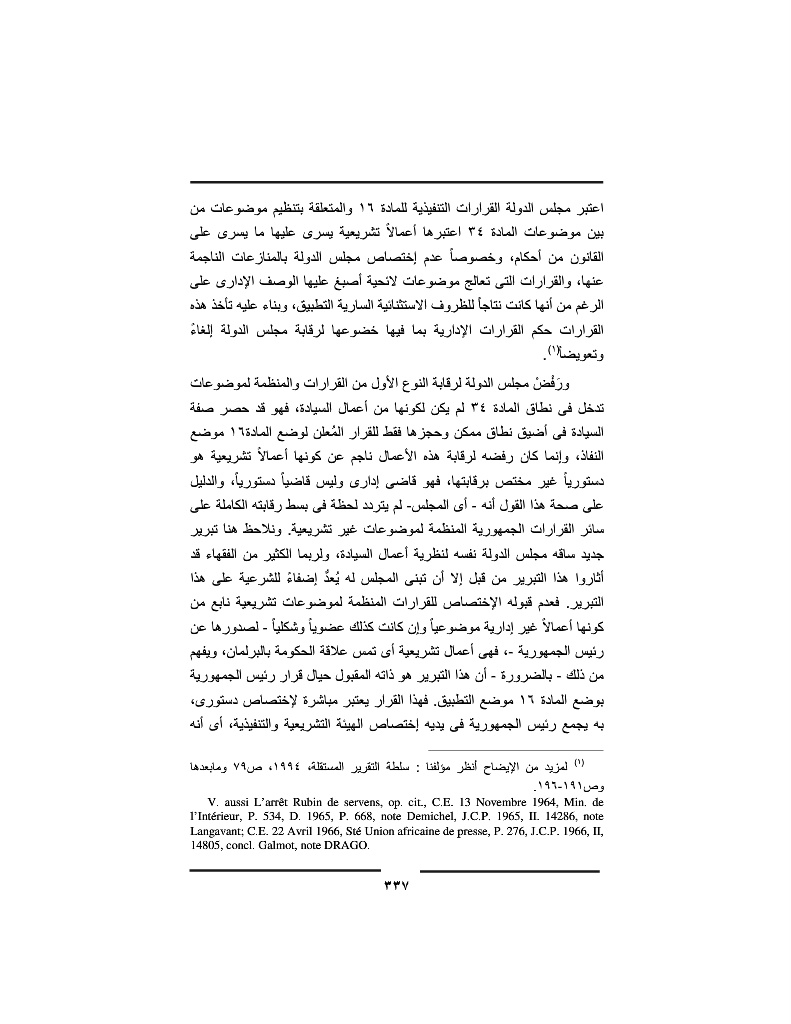 اعتبر مجلس الدولة القرارات التنفيذية للمادة ١٦ والمتعلقة بتنظيم موضوعات من
بين موضوعات المادة ٣٤ اعتبرها أعمالاً تشريعية يسرى عليها ما يسرى على
القانون من أحكام، وخصوصاً عدم إختصاص مجلس الدولة بالمنازعات الناجمة
عنها، والقرارات التى تعالج موضوعات لائحية أصبغ عليها الوصف الإدارى على
الرغم من أنها كانت نتاجاً للظروف الاستثنائية السارية التطبيق، وبناء عليه تأخذ هذه
القرارات حكم القرارات الإدارية بما فيها خضوعها لرقابة مجلس الدولة إلغاءً
وتعويضاً(١).
ورَفْضْ مجلس الدولة لرقابة النوع الأول من القرارات والمنظمة لموضوعات
تدخل فى نطاق المادة ٣٤ لم يكن لكونها من أعمال السيادة، فهو قد حصر صفة
السيادة فى أضيق نطاق ممكن وحجزها فقط للقرار المُعلن لوضع المادة١٦ موضع
النفاذ، وإنما كان رفضه لرقابة هذه الأعمال ناجم عن كونها أعمالاً تشريعية هو
دستورياً غير مختص برقابتها، فهو قاضى إدارى وليس قاضياً دستورياً، والدليل
على صحة هذا القول أنه - أى المجلس- لم يتردد لحظة فى بسط رقابته الكاملة على
سائر القرارات الجمهورية المنظمة لموضوعات غير تشريعية. ونلاحظ هنا تبرير
جديد ساقه مجلس الدولة نفسه لنظرية أعمال السيادة، ولربما الكثير من الفقهاء قد
أثاروا هذا التبرير من قبل إلا أن تبنى المجلس له يُعدٌّ إضفاءً للشرعية على هذا
التبرير. فعدم قبوله الإختصاص للقرارات المنظمة لموضوعات تشريعية نابع من
كونها أعمالاً غير إدارية موضوعياً وإن كانت كذلك عضوياً وشكلياً - لصدورها عن
رئيس الجمهورية -، فهى أعمال تشريعية أى تمس علاقة الحكومة بالبرلمان، ويفهم
من ذلك - بالضرورة - أن هذا التبرير هو ذاته المقبول حيال قرار رئيس الجمهورية
بوضع المادة ١٦ موضع التطبيق. فهذا القرار يعتبر مباشرة لإختصاص دستورى،
به يجمع رئيس الجمهورية فى يديه إختصاص الهيئة التشريعية والتنفيذية، أى أنه
(١) لمزيد من الإيضاح أنظر مؤلفنا : سلطة التقرير المستقلة، ١٩٩٤، ص٧٩ ومابعدها
وص١٩١-١٩٦.
V. aussi L'arrêt Rubin de servens, op. cit., C.E. 13 Novembre 1964, Min. de
l'Intérieur, P. 534, D. 1965, P. 668, note Demichel, J.C.P. 1965, II. 14286, note
Langavant; C.E. 22 Avril 1966, Sté Union africaine de presse, P. 276, J.C.P. 1966, II,
14805, concl. Galmot, note DRAGO.
٣٣٧